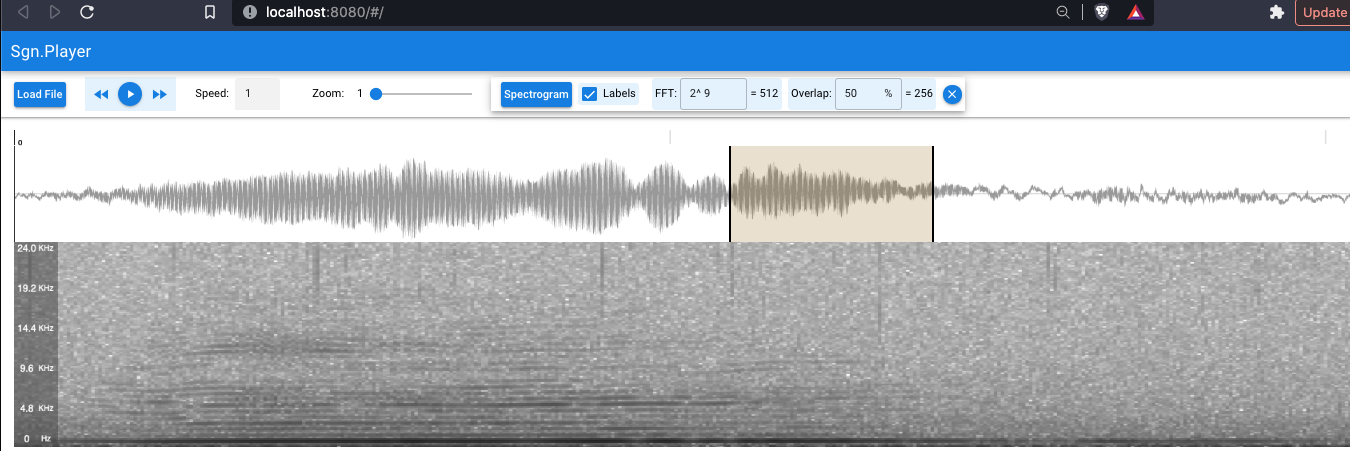 localhost:8080/#/
Update
Sgn.Player
Load File Speed: 1 Zoom: 1 Spectrogram Labels FFT: 2^ 9 = 512 Overlap: 50 % = 256
0
24.0 KHz
19.2 KHz
14.4 KHz
9.6 KHz
4.8 KHz
0 Hz